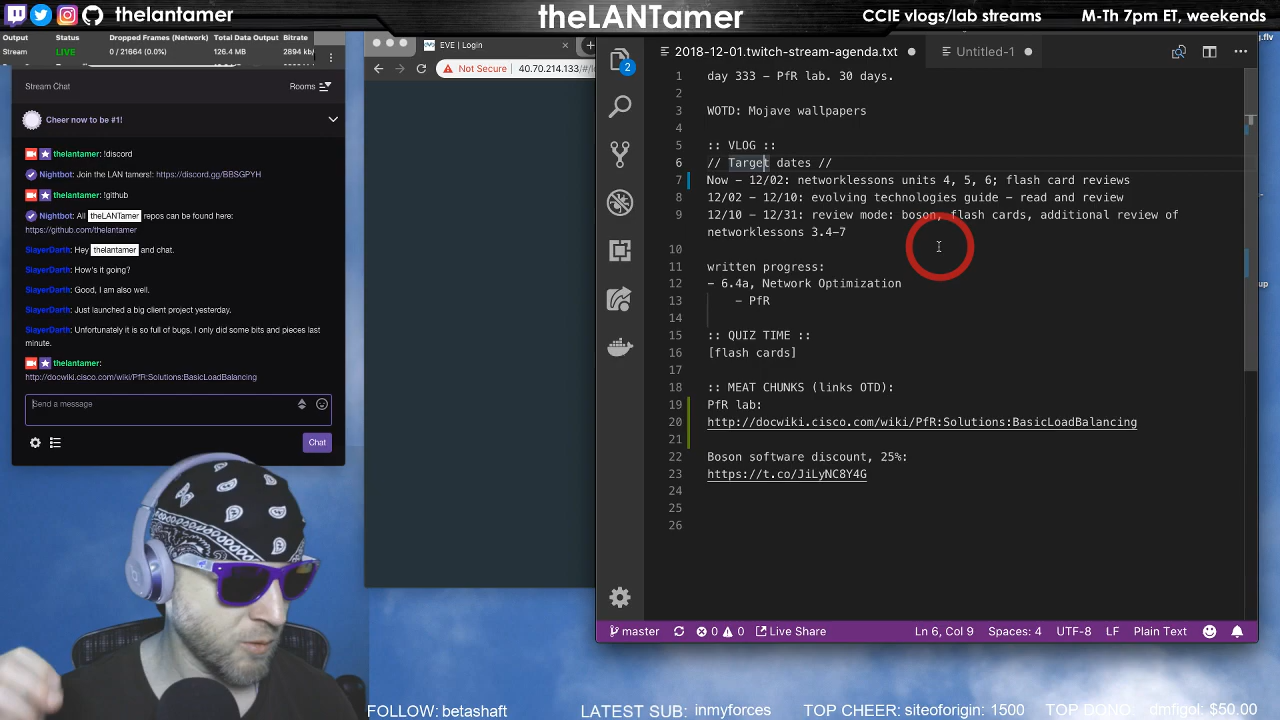 thelantamer
theLANTamer
CCIE vlogs/lab streams
M-Th 7pm ET, weekends
Output Status Dropped Frames (Network) Total Data Output Bitrate
Stream LIVE 0 / 21664 (0.0%) 126.4 MB 2894 kb/
Stream Chat
Rooms
Cheer now to be #1!
thelantamer: !discord
Nightbot: Join the LAN tamers!: https://discord.gg/BBSGPYH
thelantamer: !github
Nightbot: All theLANTamer repos can be found here:
https://github.com/thelantamer
SlayerDarth: Hey thelantamer and chat.
SlayerDarth: How's it going?
SlayerDarth: Good, I am also well.
SlayerDarth: Just launched a big client project yesterday.
SlayerDarth: Unfortunately it is so full of bugs, I only did some bits and pieces last
minute.
thelantamer:
http://docwiki.cisco.com/wiki/PfR:Solutions:BasicLoadBalancing
Send a message
Chat
EVE | Login
Not Secure 40.70.214.133/#/
2
2018-12-01.twitch-stream-agenda.txt
Untitled-1
1 day 333 - PfR lab. 30 days.
2
3 WOTD: Mojave wallpapers
4
5 :: VLOG ::
6 // Target dates //
7 Now - 12/02: networklessons units 4, 5, 6; flash card reviews
8 12/02 - 12/10: evolving technologies guide - read and review
9 12/10 - 12/31: review mode: boson, flash cards, additional review of
networklessons 3.4-7
10
11 written progress:
12 - 6.4a, Network Optimization
13 - PfR
14
15 :: QUIZ TIME ::
16 [flash cards]
17
18 :: MEAT CHUNKS (links OTD):
19 PfR lab:
20 http://docwiki.cisco.com/wiki/PfR:Solutions:BasicLoadBalancing
21
22 Boson software discount, 25%:
23 https://t.co/JiLyNC8Y4G
24
25
26
master 0 0 Live Share Ln 6, Col 9 Spaces: 4 UTF-8 LF Plain Text
FOLLOW: betashaft
LATEST SUB: inmyforces
TOP CHEER: siteoforigin: 1500
TOP DONO: dmfigol: $50.00